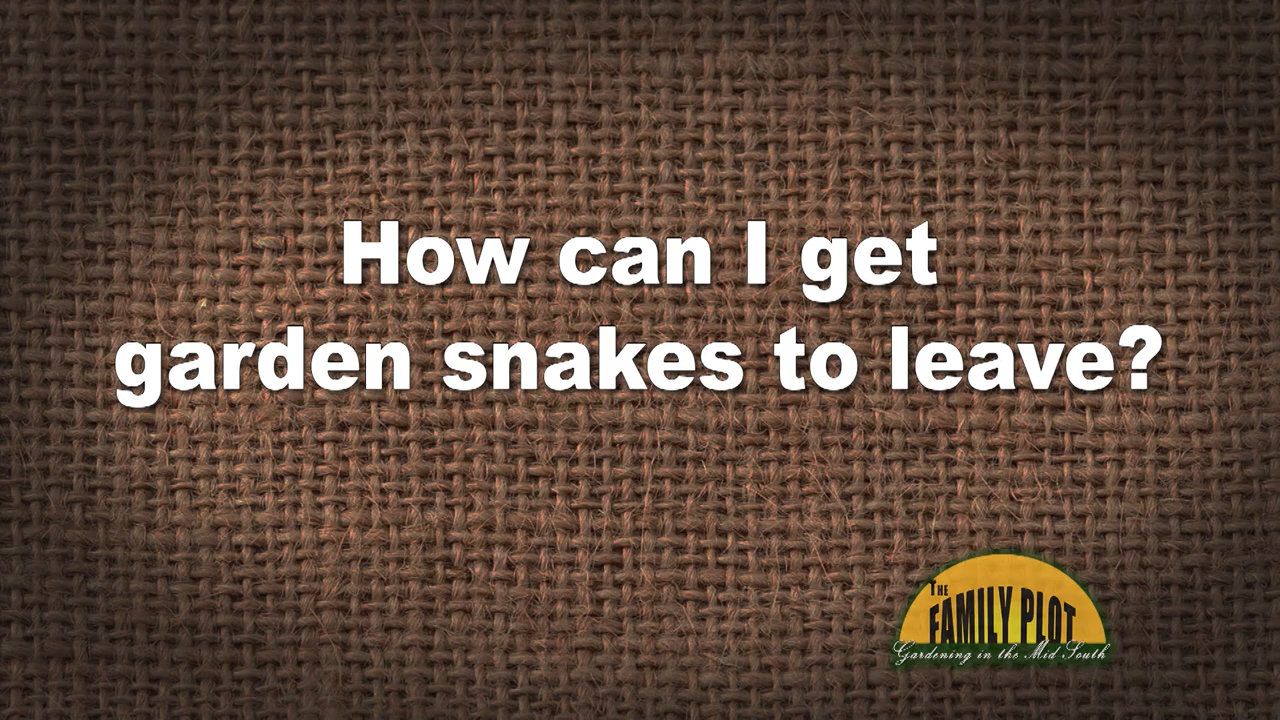 How can I get
garden snakes to leave?
THE
FAMILY PLOT
Gardening in the Mid South